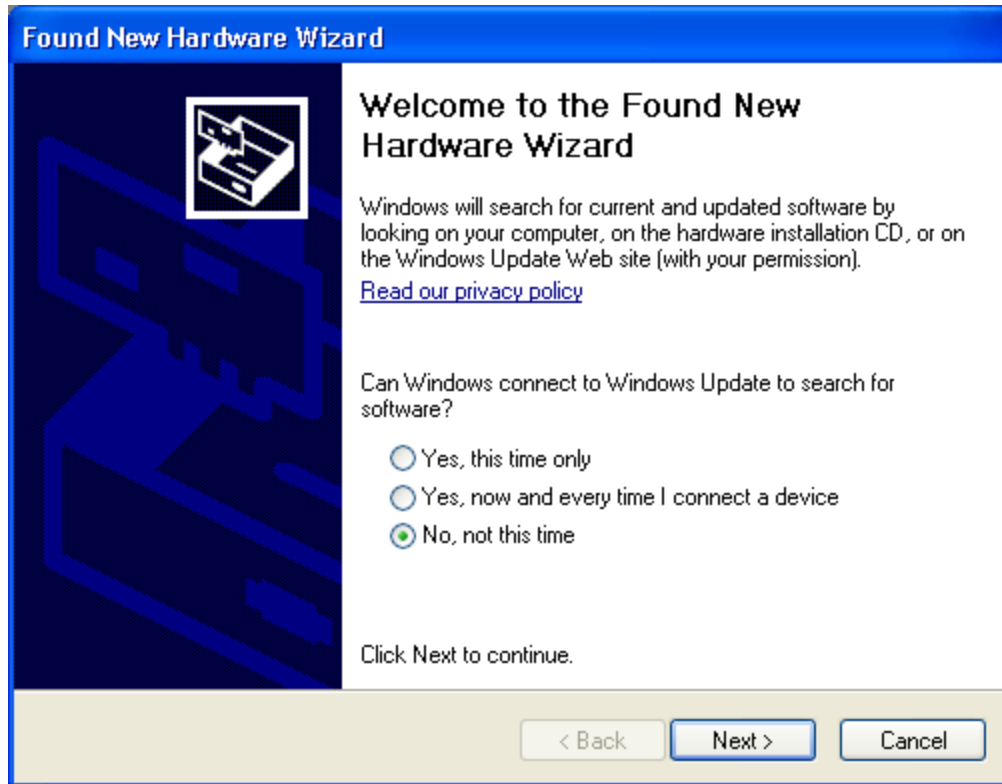 Found New Hardware Wizard
Welcome to the Found New
Hardware Wizard
Windows will search for current and updated software by
looking on your computer, on the hardware installation CD, or on
the Windows Update Web site (with your permission).
Read our privacy policy
Can Windows connect to Windows Update to search for
software?
Yes, this time only
Yes, now and every time I connect a device
No, not this time
Click Next to continue.
< Back
Next >
Cancel